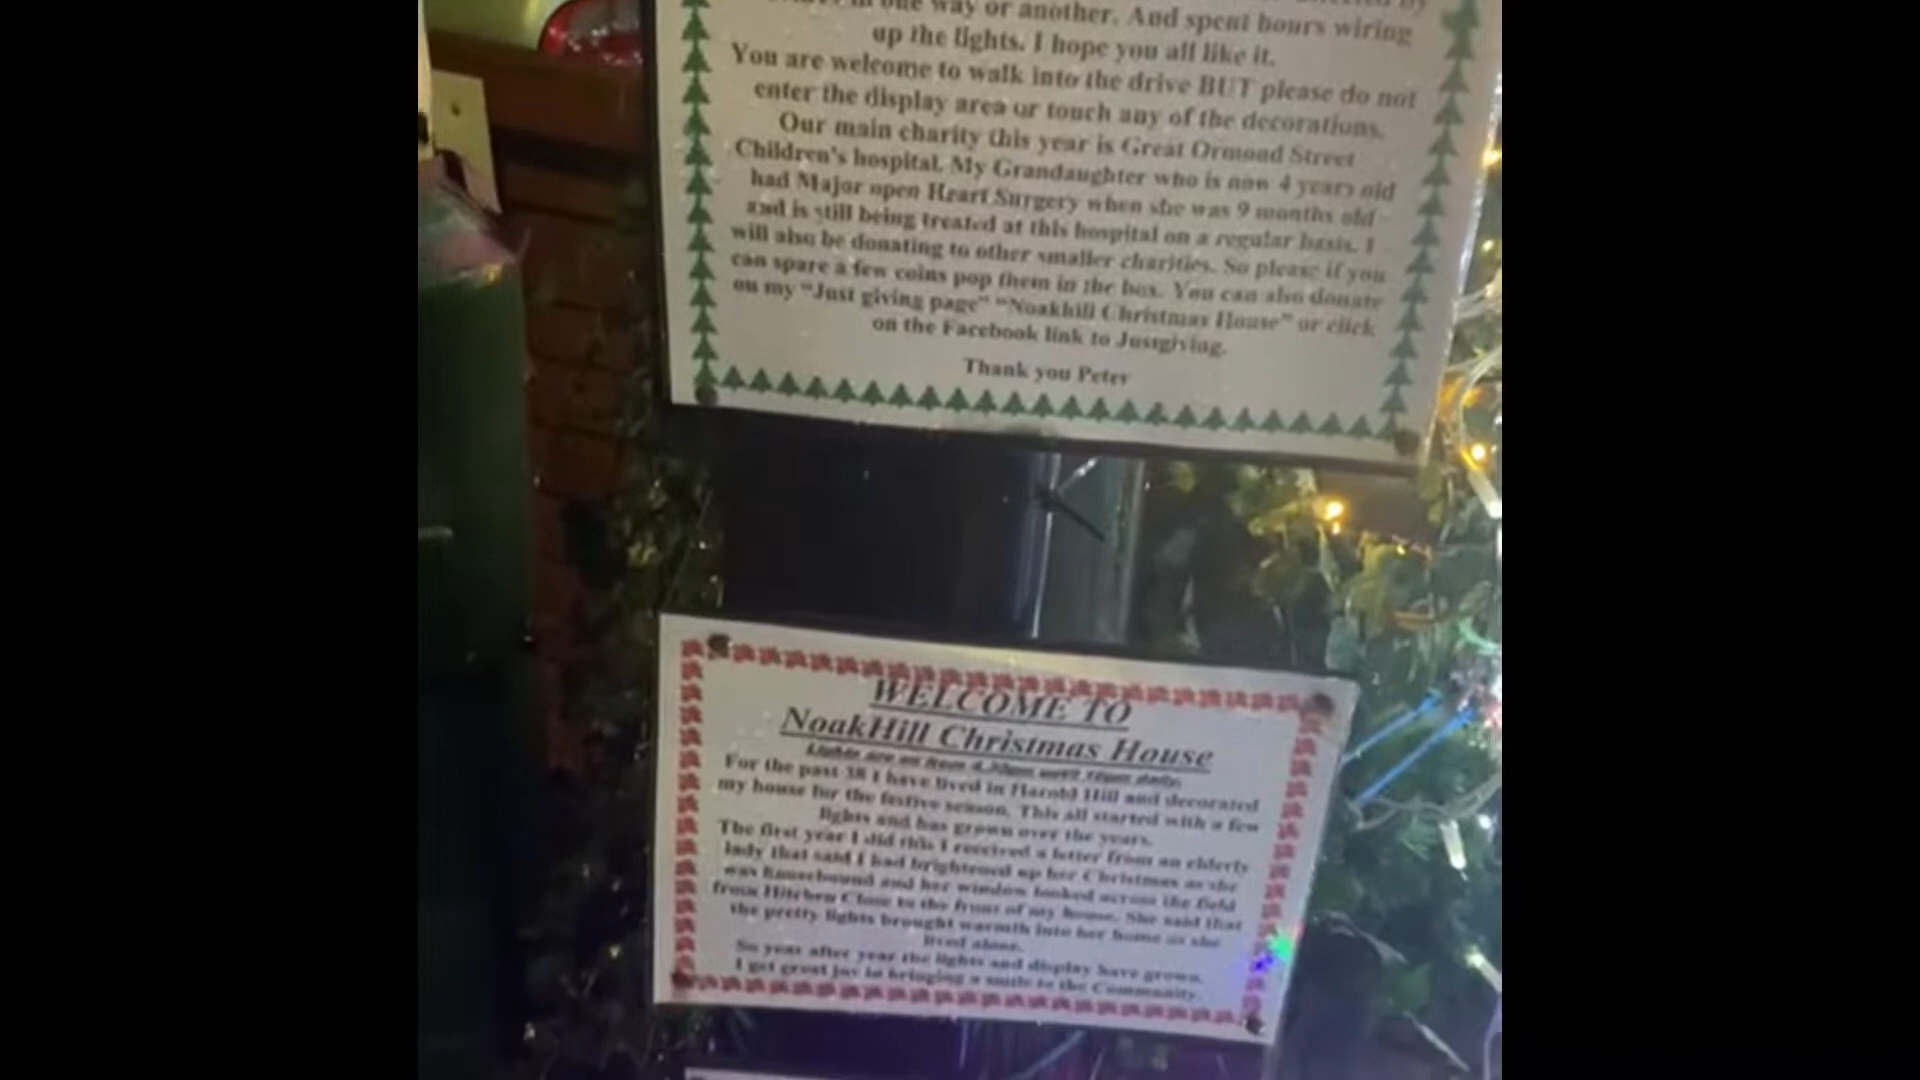 in one way or another. And spent hours wiring
up the lights. I hope you all like it.
You are welcome to walk into the drive BUT please do not
enter the display area or touch any of the decorations.
Our main charity this year is Great Ormond Street
Children's hospital. My Grandaughter who is now 4 years old
had Major open Heart Surgery when she was 9 months old
and is still being treated at this hospital on a regular basis. I
will also be donating to other smaller charities. So please if you
can spare a few coins pop them in the box. You can also donate
on my "Just giving page" "Noakhill Christmas House" or click
on the Facebook link to Justgiving.
Thank you Peter
WELCOME TO
NoakHill Christmas House
Lights are on from 4.30pm until 10pm daily.
For the past 38 I have lived in Harold Hill and decorated
my house for the festive season. This all started with a few
lights and has grown over the years.
The first year I did this I received a letter from an elderly
lady that said I had brightened up her Christmas as she
was housebound and her window looked across the field
from Hitchen Close to the front of my house. She said that
the pretty lights brought warmth into her home as she
lived alone.
So year after year the lights and display have grown.
I get great joy in bringing a smile to the Community.